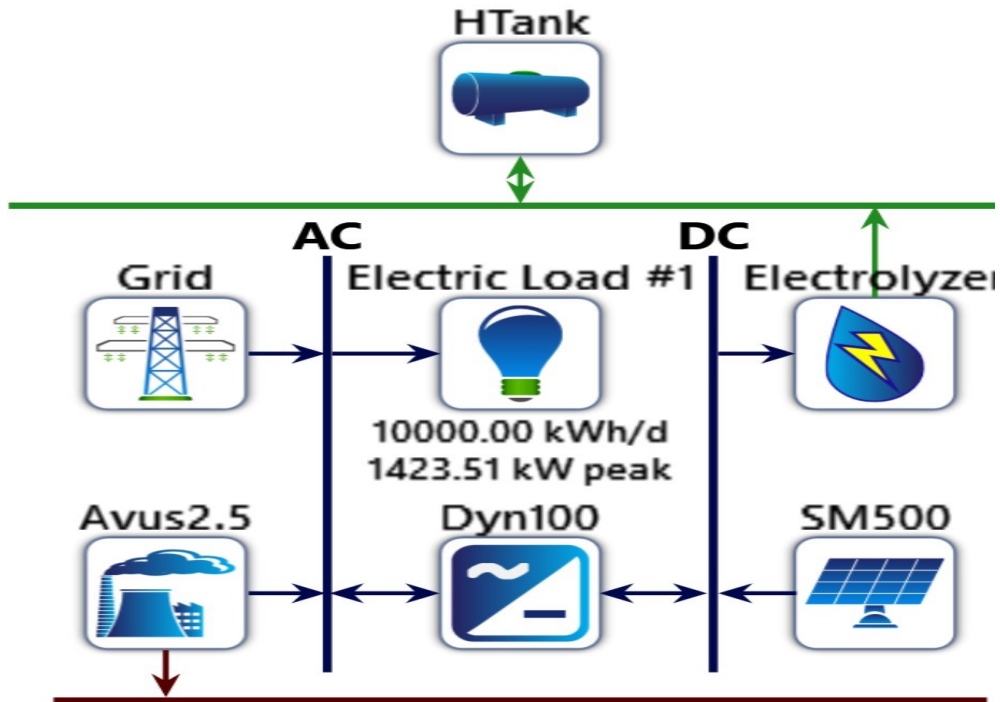 HTank
AC
DC
Grid
Electric Load #1
Electrolyzer
10000.00 kWh/d
1423.51 kW peak
Avus2.5
Dyn100
SM500